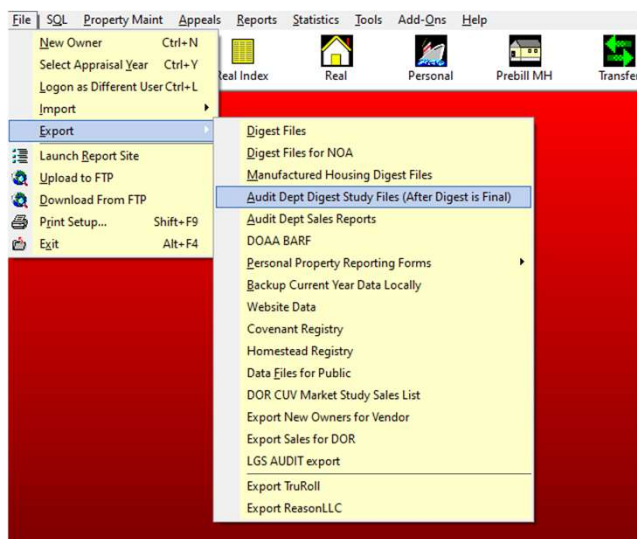 File SQL Property Maint Appeals Reports Statistics Tools Add-Ons Help
New Owner Ctrl+N
Select Appraisal Year Ctrl+Y
Logon as Different User Ctrl+L
Import
Export
Launch Report Site
Upload to FTP
Download From FTP
Print Setup... Shift+F9
Exit Alt+F4
Real Index Real Personal Prebill MH Transfe
Digest Files
Digest Files for NOA
Manufactured Housing Digest Files
Audit Dept Digest Study Files (After Digest is Final)
Audit Dept Sales Reports
DOAA BARF
Personal Property Reporting Forms
Backup Current Year Data Locally
Website Data
Covenant Registry
Homestead Registry
Data Files for Public
DOR CUV Market Study Sales List
Export New Owners for Vendor
Export Sales for DOR
LGS AUDIT export
Export TruRoll
Export ReasonLLC